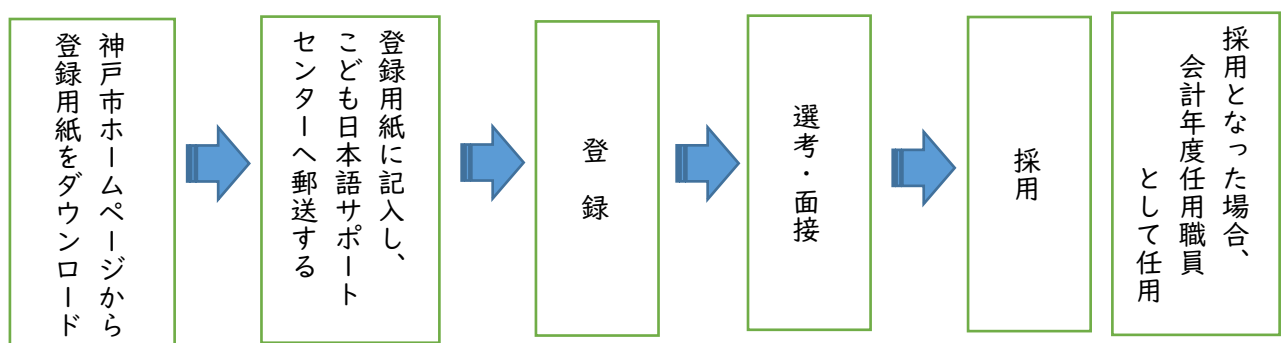 神戸市ホームページから
登録用紙をダウンロード
登録用紙に記入し、
こども日本語サポート
センターへ郵送する
登録
選考・面接
採用
採用となった場合、
会計年度任用職員
として任用